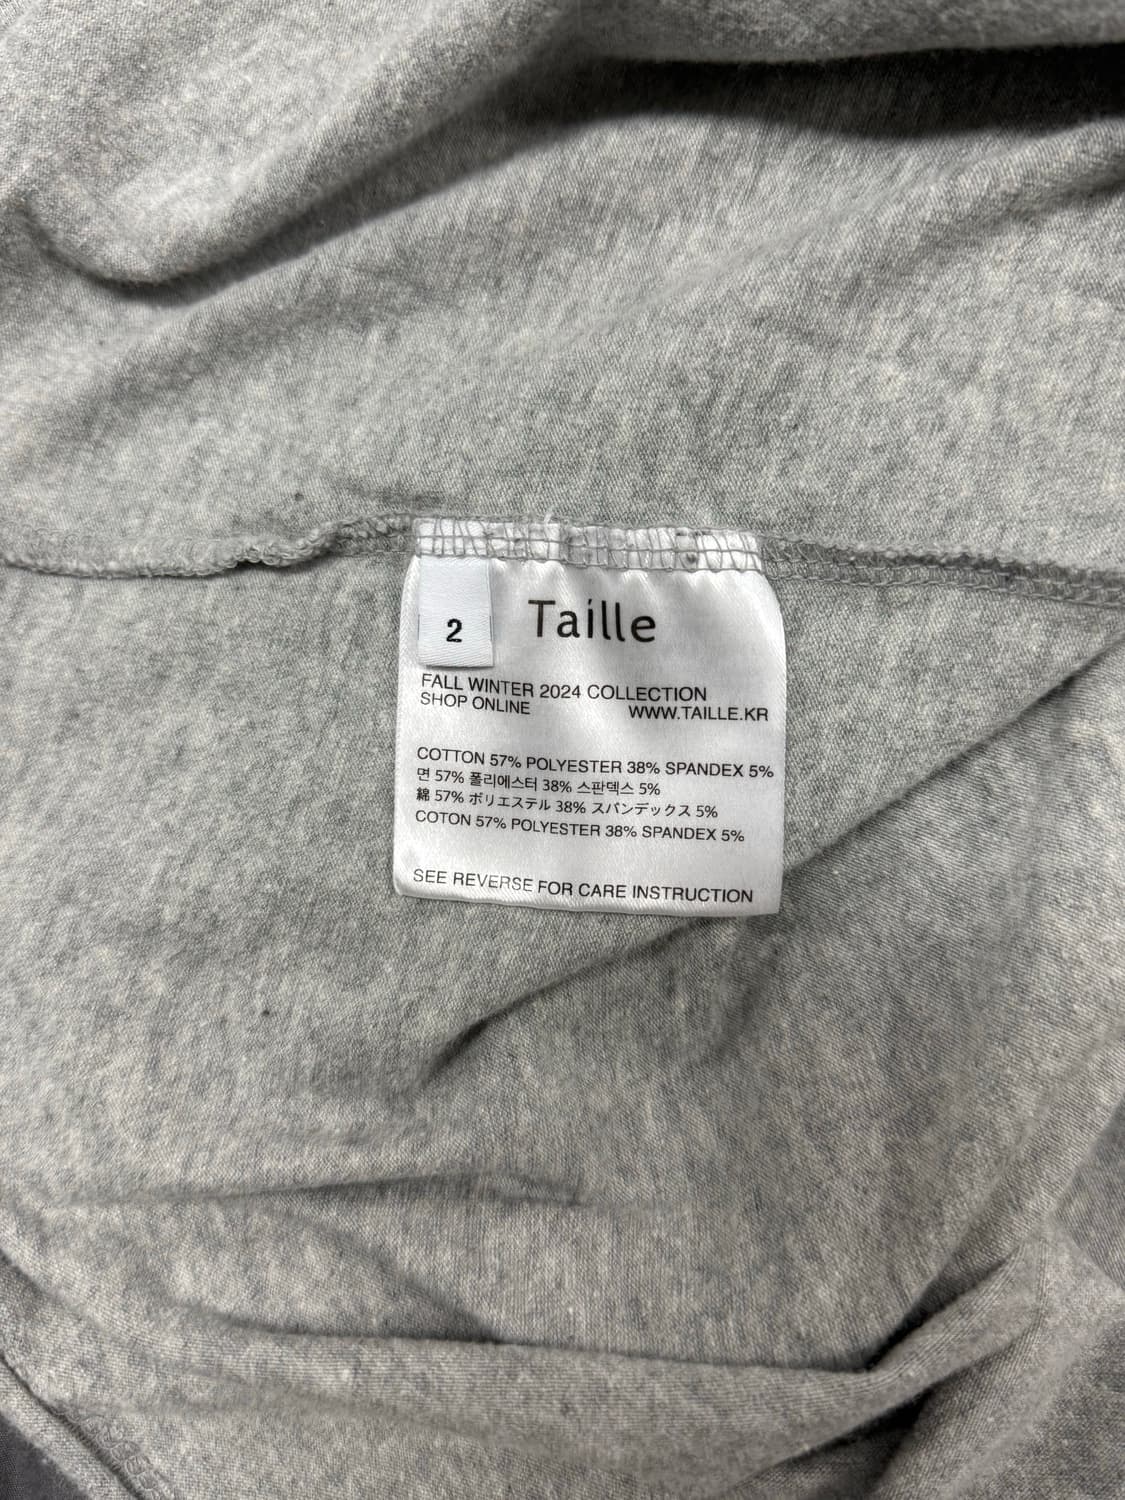 2
Taille
FALL WINTER 2024 COLLECTION
SHOP ONLINE WWW.TAILLE.KR
COTTON 57% POLYESTER 38% SPANDEX 5%
면 57% 폴리에스터 38% 스판덱스 5%
綿 57% ポリエステル 38% スパンデックス 5%
COTON 57% POLYESTER 38% SPANDEX 5%
SEE REVERSE FOR CARE INSTRUCTION